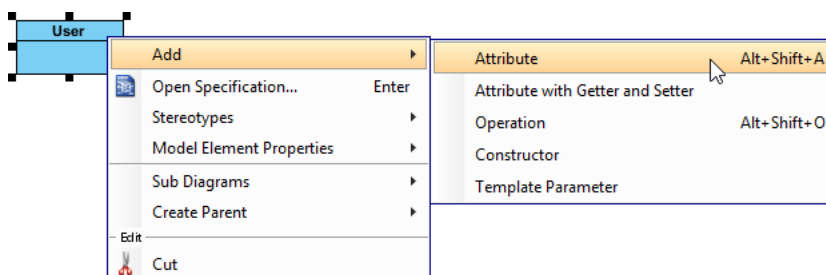 User
Add
Open Specification... Enter
Stereotypes
Model Element Properties
Sub Diagrams
Create Parent
Edit
Cut
Attribute Alt+Shift+A
Attribute with Getter and Setter
Operation Alt+Shift+O
Constructor
Template Parameter